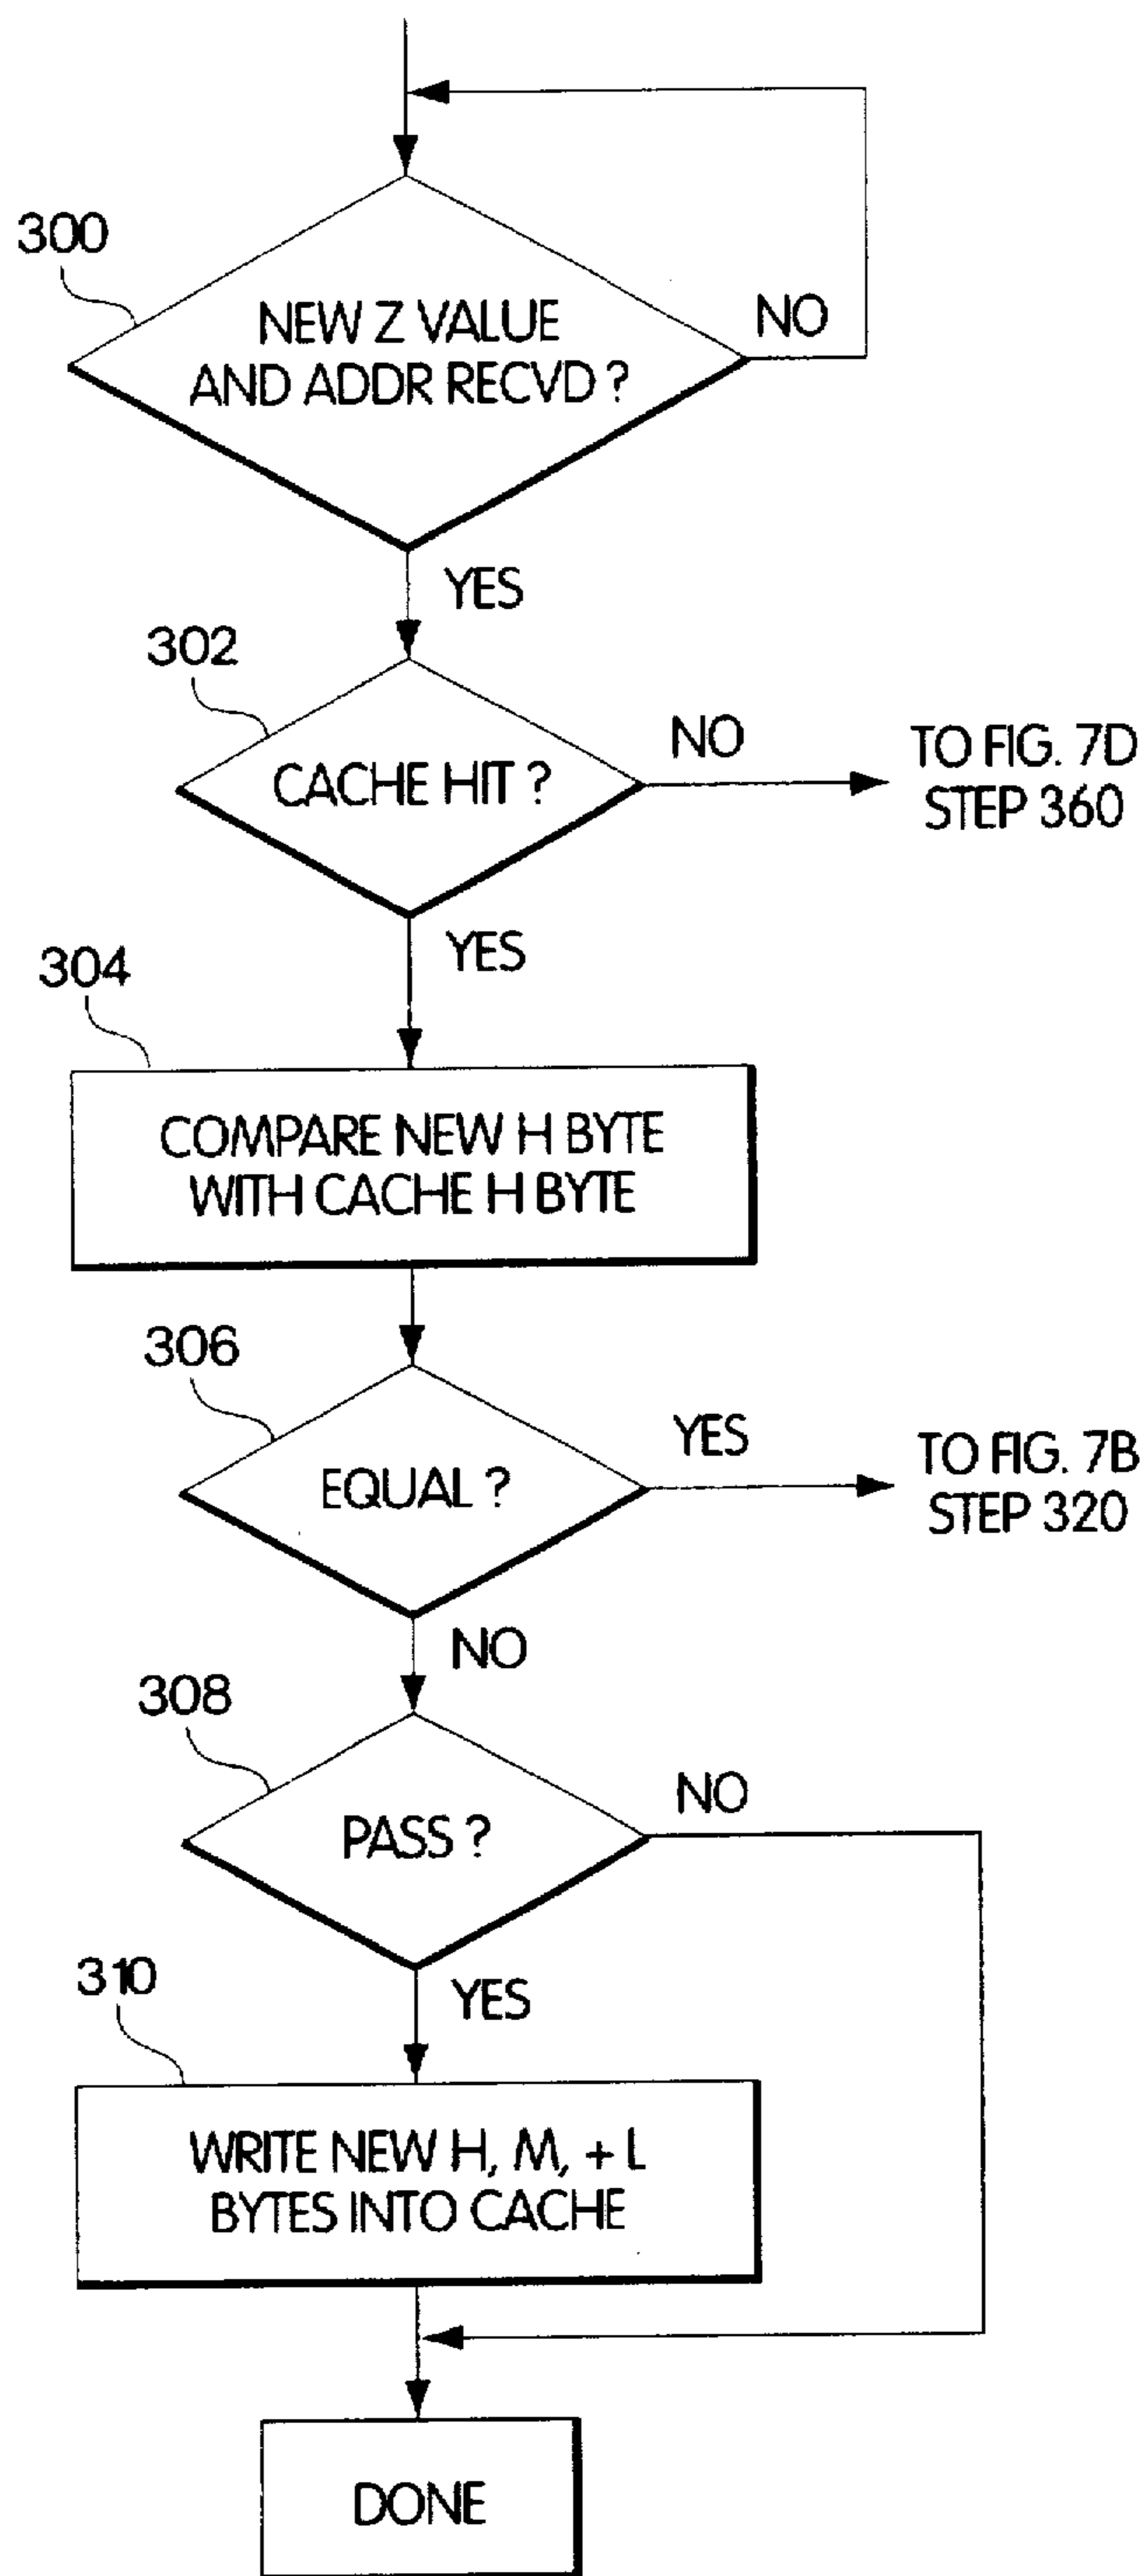 300
NEW Z VALUE
AND ADDR RECVD ?
NO
YES
302
CACHE HIT ?
NO
TO FIG. 7D
STEP 360
YES
304
COMPARE NEW H BYTE
WITH CACHE H BYTE
306
EQUAL ?
YES
TO FIG. 7B
STEP 320
NO
308
PASS ?
NO
YES
310
WRITE NEW H, M, + L
BYTES INTO CACHE
DONE